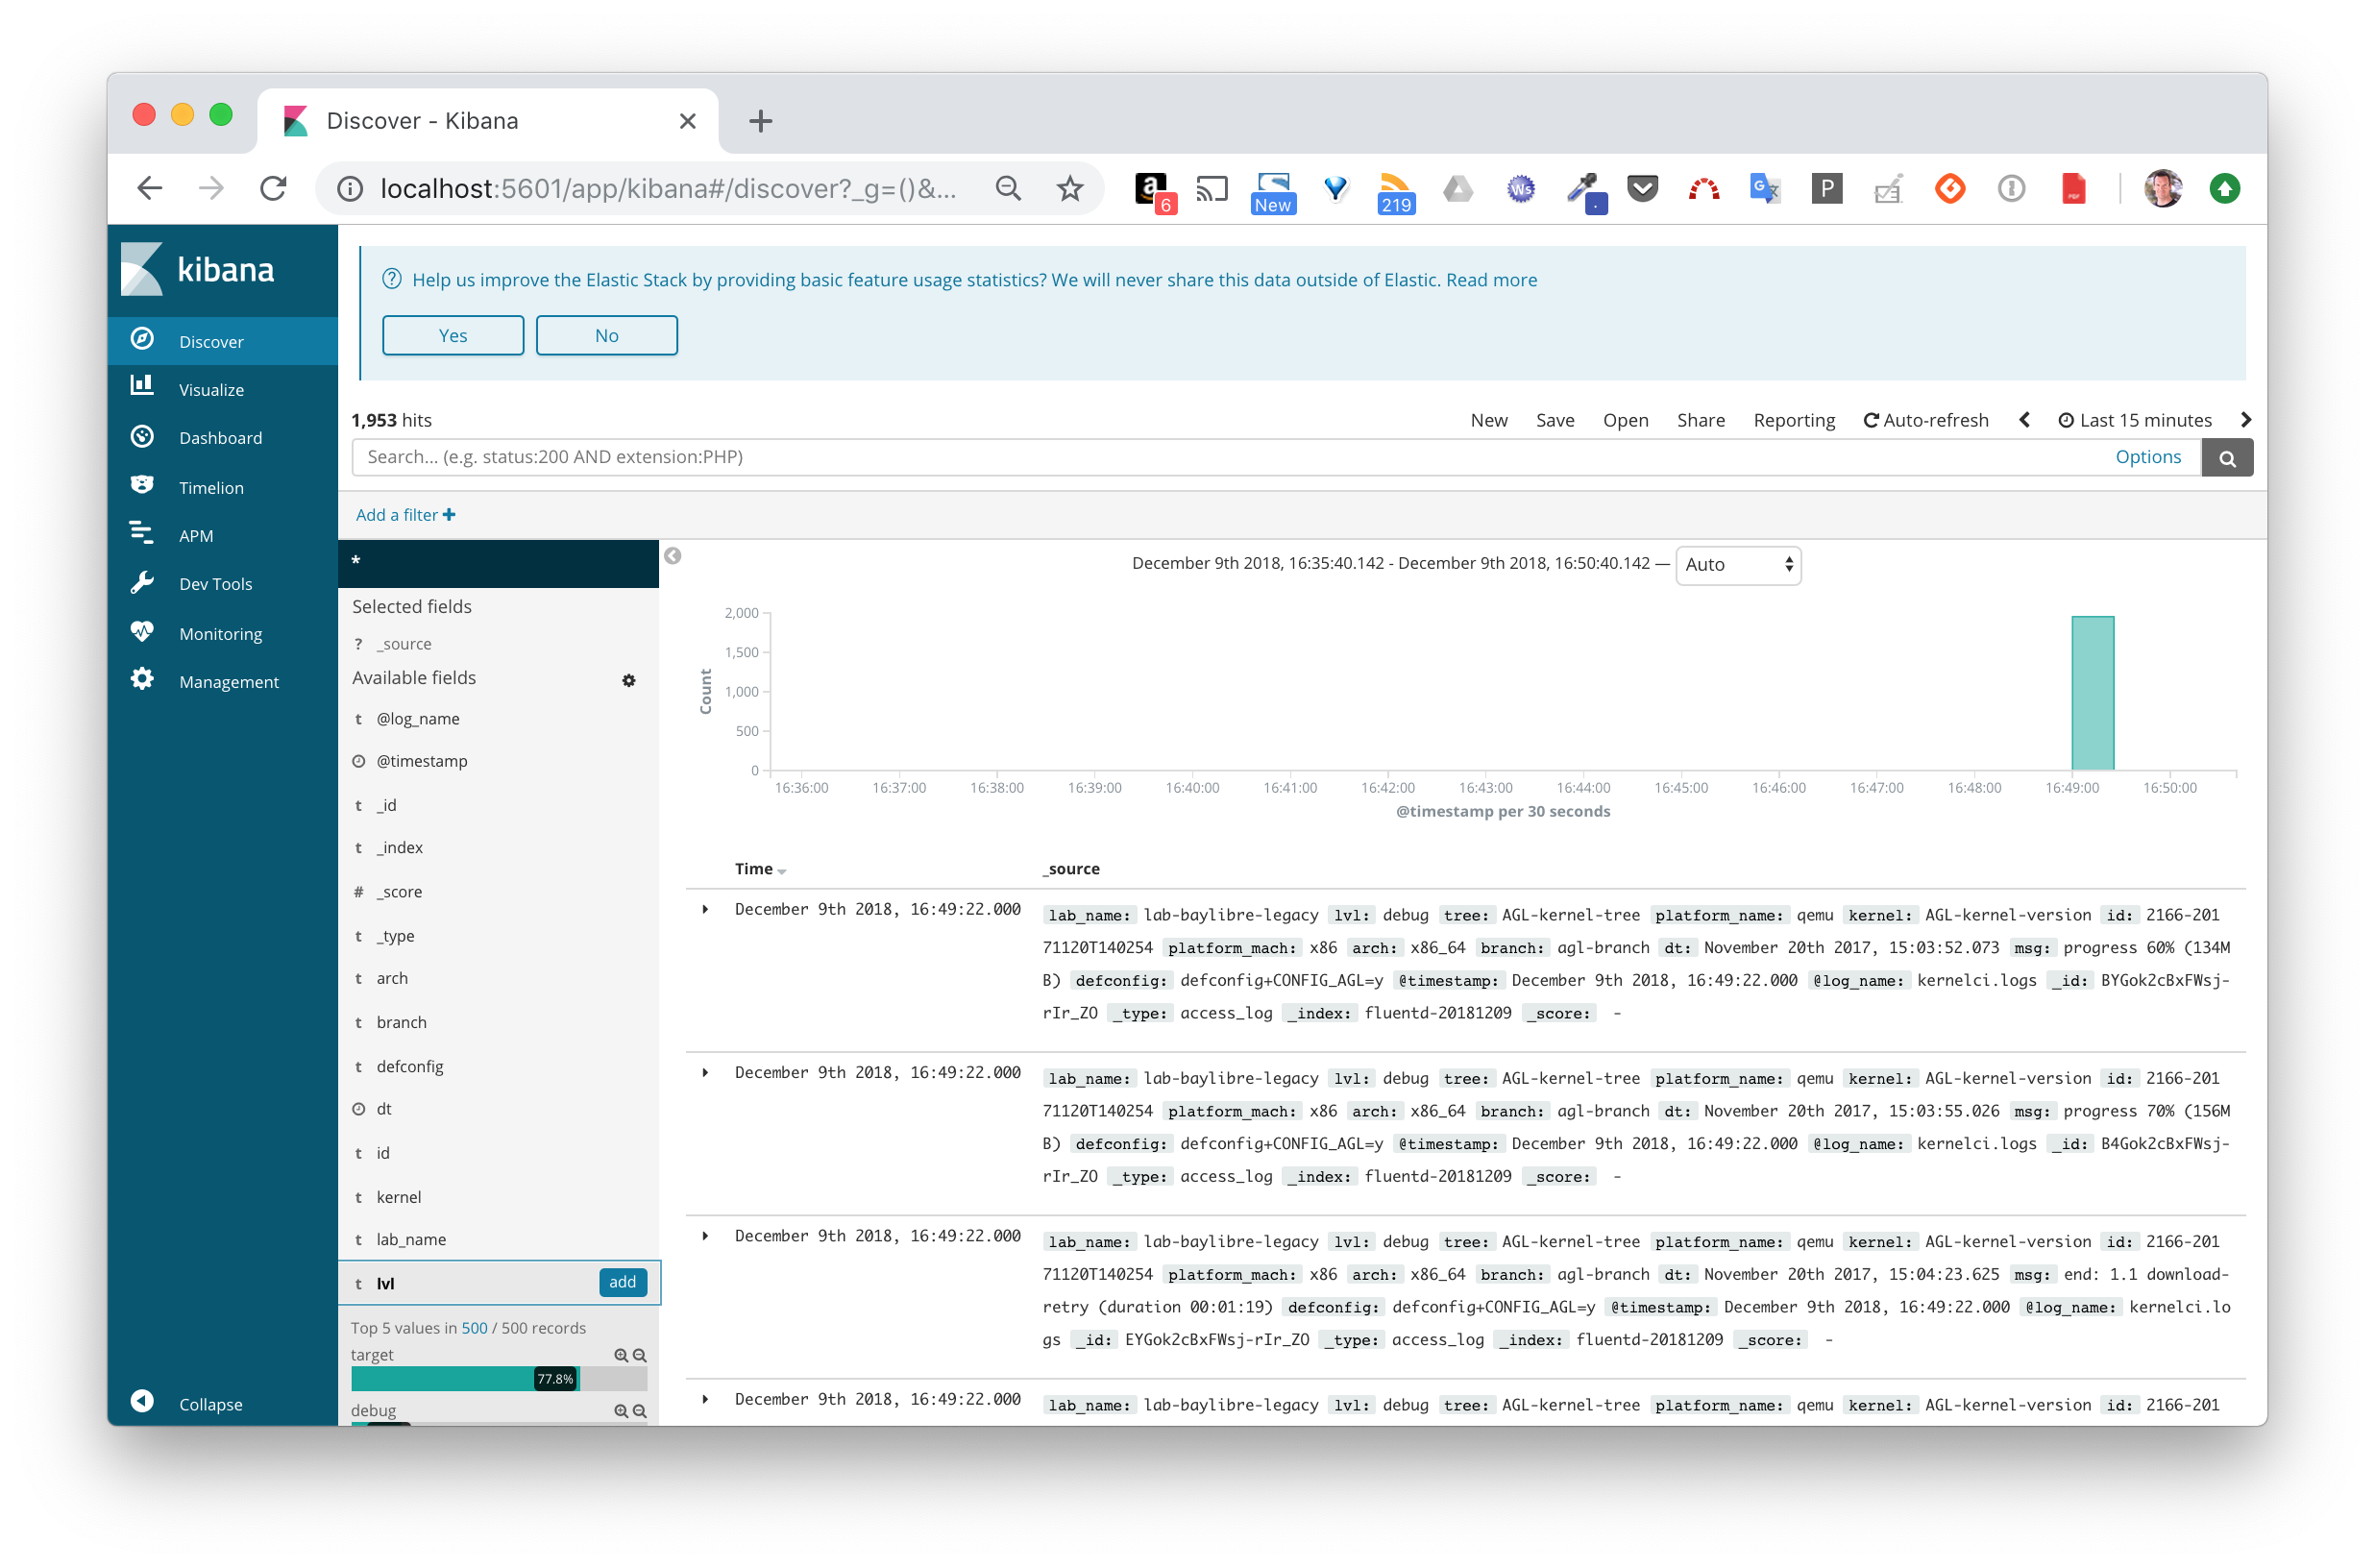 Discover - Kibana
localhost:5601/app/kibana#/discover?_g=()&...
a 6
New
219
Ws
P
PDF
kibana
Discover
Visualize
Dashboard
Timelion
APM
Dev Tools
Monitoring
Management
Collapse
Help us improve the Elastic Stack by providing basic feature usage statistics? We will never share this data outside of Elastic. Read more
Yes No
1,953 hits
New Save Open Share Reporting Auto-refresh Last 15 minutes
Search... (e.g. status:200 AND extension:PHP) Options
Add a filter +
*
Selected fields
? _source
Available fields
t @log_name
@timestamp
t _id
t _index
# _score
t _type
t arch
t branch
t defconfig
dt
t id
t kernel
t lab_name
t lvl add
Top 5 values in 500 / 500 records
target
77.8%
debug
December 9th 2018, 16:35:40.142 - December 9th 2018, 16:50:40.142 — Auto
Count
2,000
1,500
1,000
500
0
16:36:00 16:37:00 16:38:00 16:39:00 16:40:00 16:41:00 16:42:00 16:43:00 16:44:00 16:45:00 16:46:00 16:47:00 16:48:00 16:49:00 16:50:00
@timestamp per 30 seconds
Time _source
December 9th 2018, 16:49:22.000 lab_name: lab-baylibre-legacy lvl: debug tree: AGL-kernel-tree platform_name: qemu kernel: AGL-kernel-version id: 2166-201
71120T140254 platform_mach: x86 arch: x86_64 branch: agl-branch dt: November 20th 2017, 15:03:52.073 msg: progress 60% (134M
B) defconfig: defconfig+CONFIG_AGL=y @timestamp: December 9th 2018, 16:49:22.000 @log_name: kernelci.logs _id: BYGok2cBxFWsj-
rIr_ZO _type: access_log _index: fluentd-20181209 _score: -
December 9th 2018, 16:49:22.000 lab_name: lab-baylibre-legacy lvl: debug tree: AGL-kernel-tree platform_name: qemu kernel: AGL-kernel-version id: 2166-201
71120T140254 platform_mach: x86 arch: x86_64 branch: agl-branch dt: November 20th 2017, 15:03:55.026 msg: progress 70% (156M
B) defconfig: defconfig+CONFIG_AGL=y @timestamp: December 9th 2018, 16:49:22.000 @log_name: kernelci.logs _id: B4Gok2cBxFWsj-
rIr_ZO _type: access_log _index: fluentd-20181209 _score: -
December 9th 2018, 16:49:22.000 lab_name: lab-baylibre-legacy lvl: debug tree: AGL-kernel-tree platform_name: qemu kernel: AGL-kernel-version id: 2166-201
71120T140254 platform_mach: x86 arch: x86_64 branch: agl-branch dt: November 20th 2017, 15:04:23.625 msg: end: 1.1 download-
retry (duration 00:01:19) defconfig: defconfig+CONFIG_AGL=y @timestamp: December 9th 2018, 16:49:22.000 @log_name: kernelci.lo
gs _id: EYGok2cBxFWsj-rIr_ZO _type: access_log _index: fluentd-20181209 _score: -
December 9th 2018, 16:49:22.000 lab_name: lab-baylibre-legacy lvl: debug tree: AGL-kernel-tree platform_name: qemu kernel: AGL-kernel-version id: 2166-201